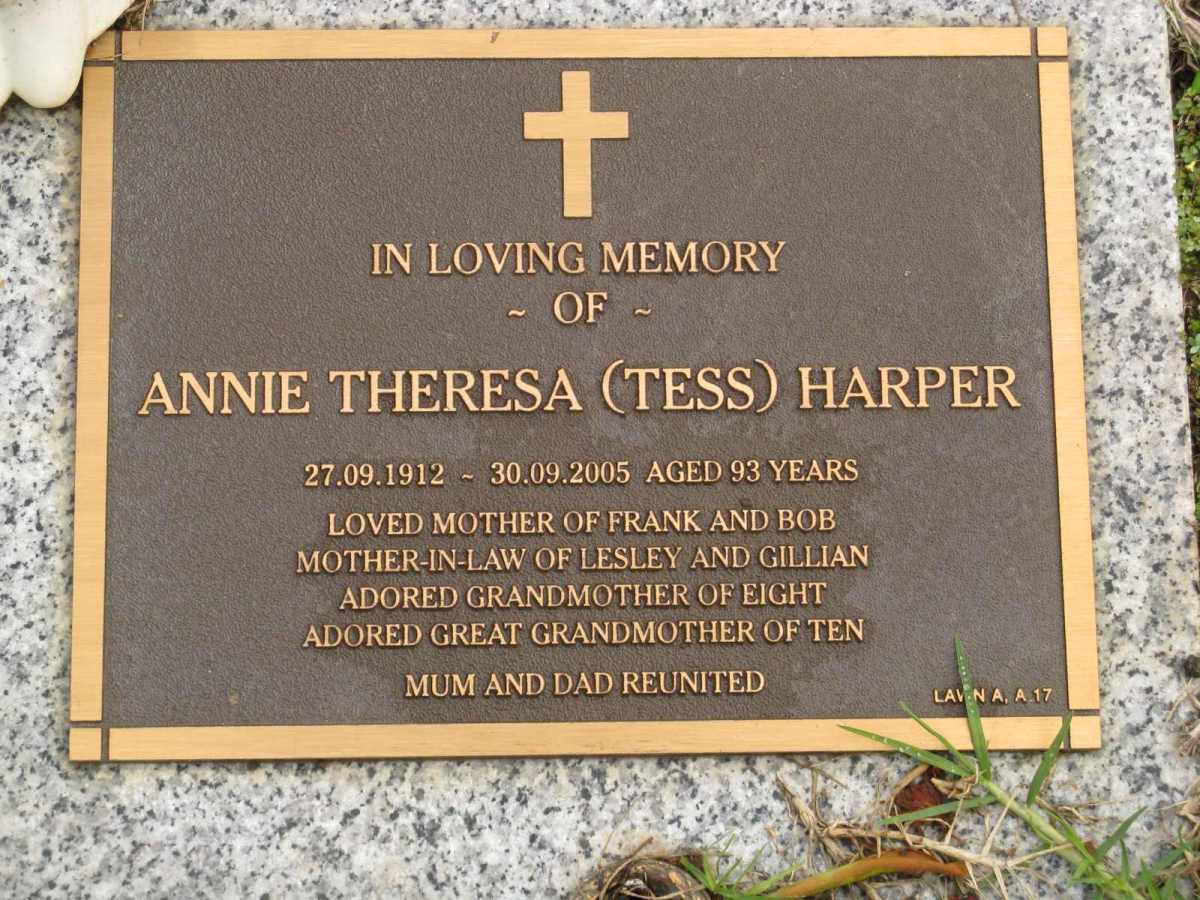 IN LOVING MEMORY
~ OF ~
ANNIE THERESA (TESS) HARPER
27.09.1912 ~ 30.09.2005 AGED 93 YEARS
LOVED MOTHER OF FRANK AND BOB
MOTHER-IN-LAW OF LESLEY AND GILLIAN
ADORED GRANDMOTHER OF EIGHT
ADORED GREAT GRANDMOTHER OF TEN
MUM AND DAD REUNITED
LAWN A, A.17